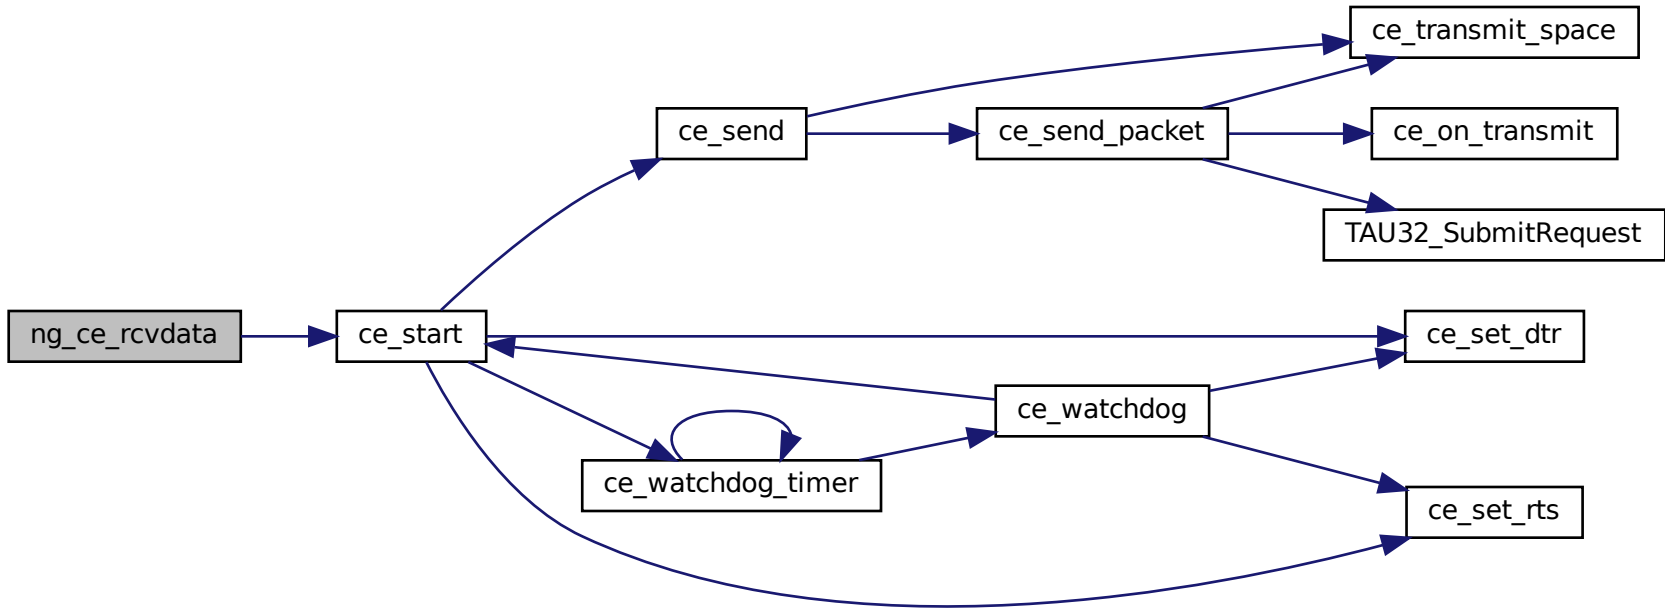 ce_transmit_space
ce_send
ce_send_packet
ce_on_transmit
TAU32_SubmitRequest
ng_ce_rcvdata
ce_start
ce_set_dtr
ce_watchdog
ce_watchdog_timer
ce_set_rts